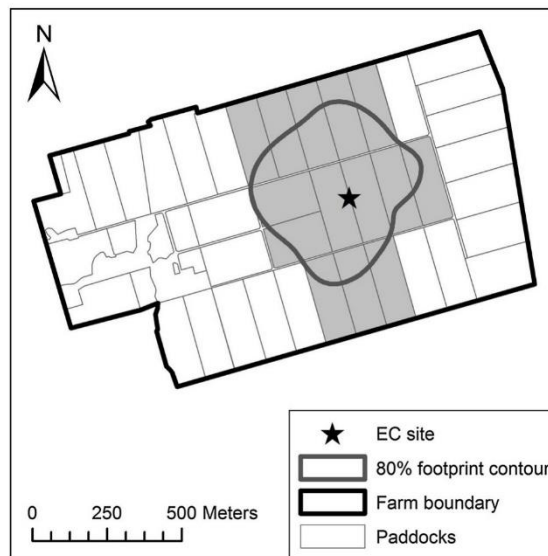 N
EC site
80% footprint contour
Farm boundary
Paddocks
0 250 500 Meters